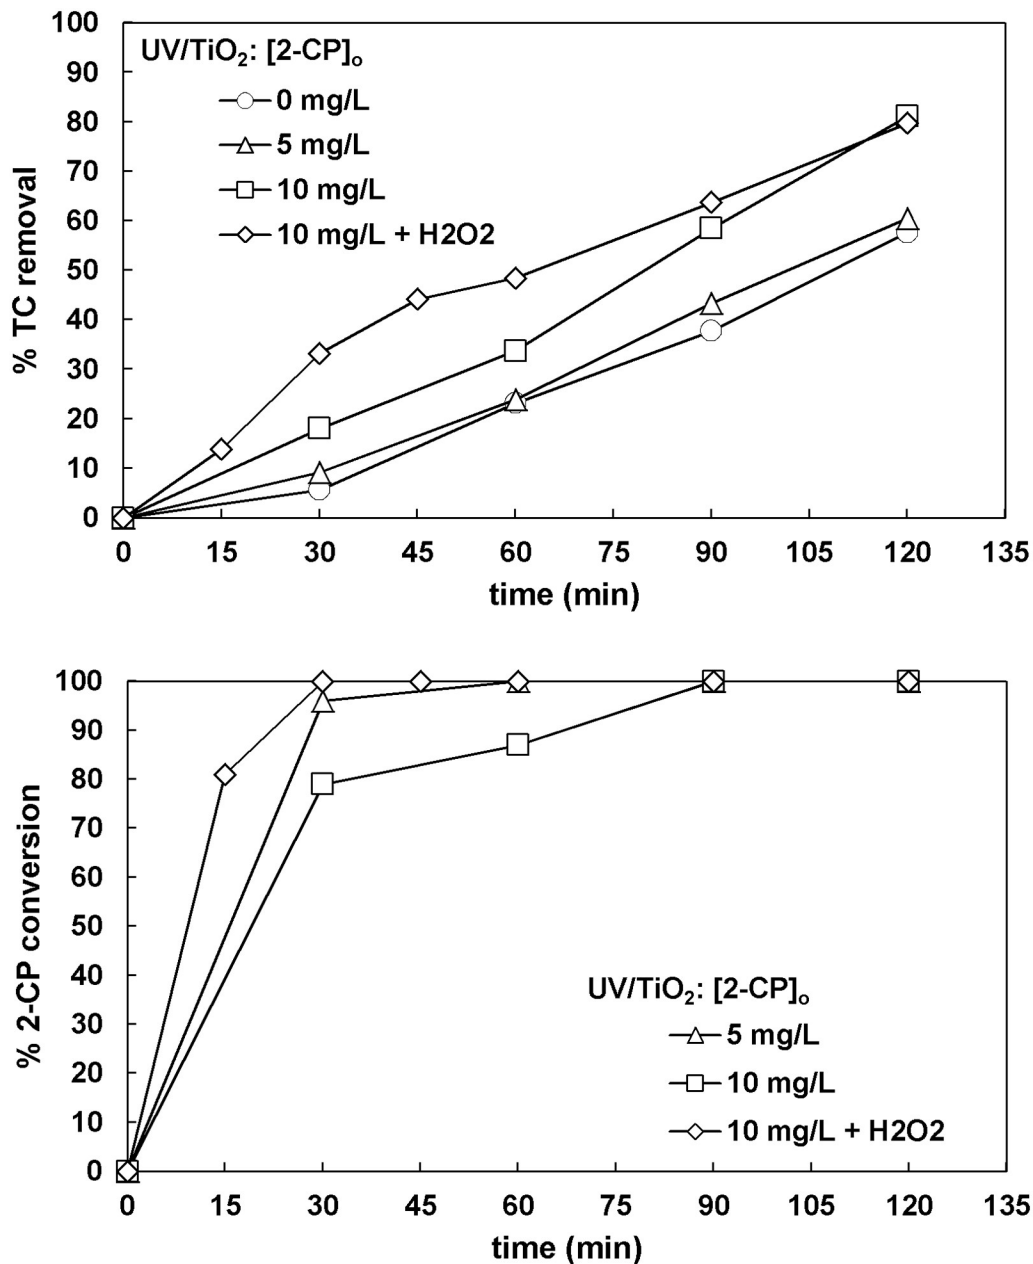 100
90
80
70
60
50
40
30
20
10
0
% TC removal
UV/TiO₂: [2-CP]ₒ
0 mg/L
5 mg/L
10 mg/L
10 mg/L + H2O2
0 15 30 45 60 75 90 105 120 135
time (min)
100
90
80
70
60
50
40
30
20
10
0
% 2-CP conversion
UV/TiO₂: [2-CP]ₒ
5 mg/L
10 mg/L
10 mg/L + H2O2
0 15 30 45 60 75 90 105 120 135
time (min)